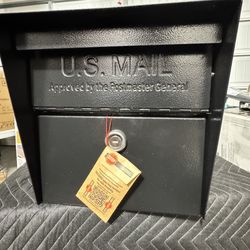 U.S. MAIL
Approved by the Postmaster General